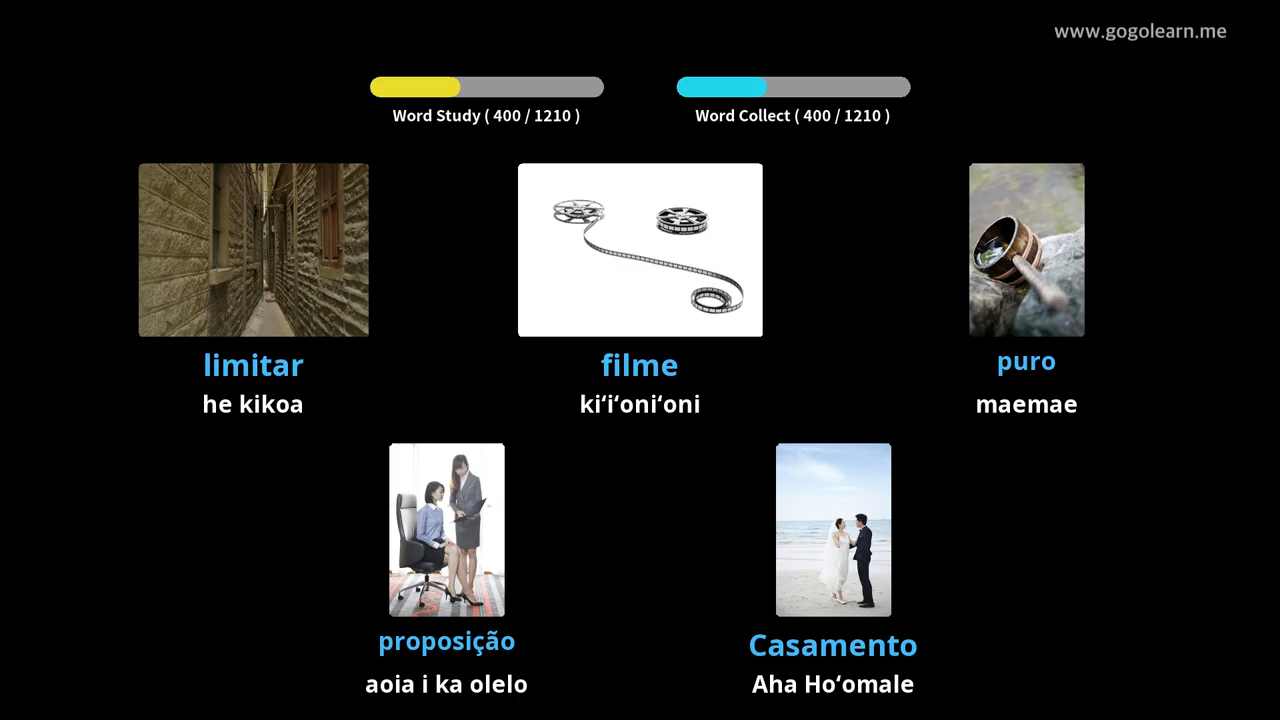 www.gogolearn.me
Word Study ( 400 / 1210 )
Word Collect ( 400 / 1210 )
limitar
he kikoa
filme
kiʻiʻoniʻoni
puro
maemae
proposição
aoia i ka olelo
Casamento
Aha Hoʻomale